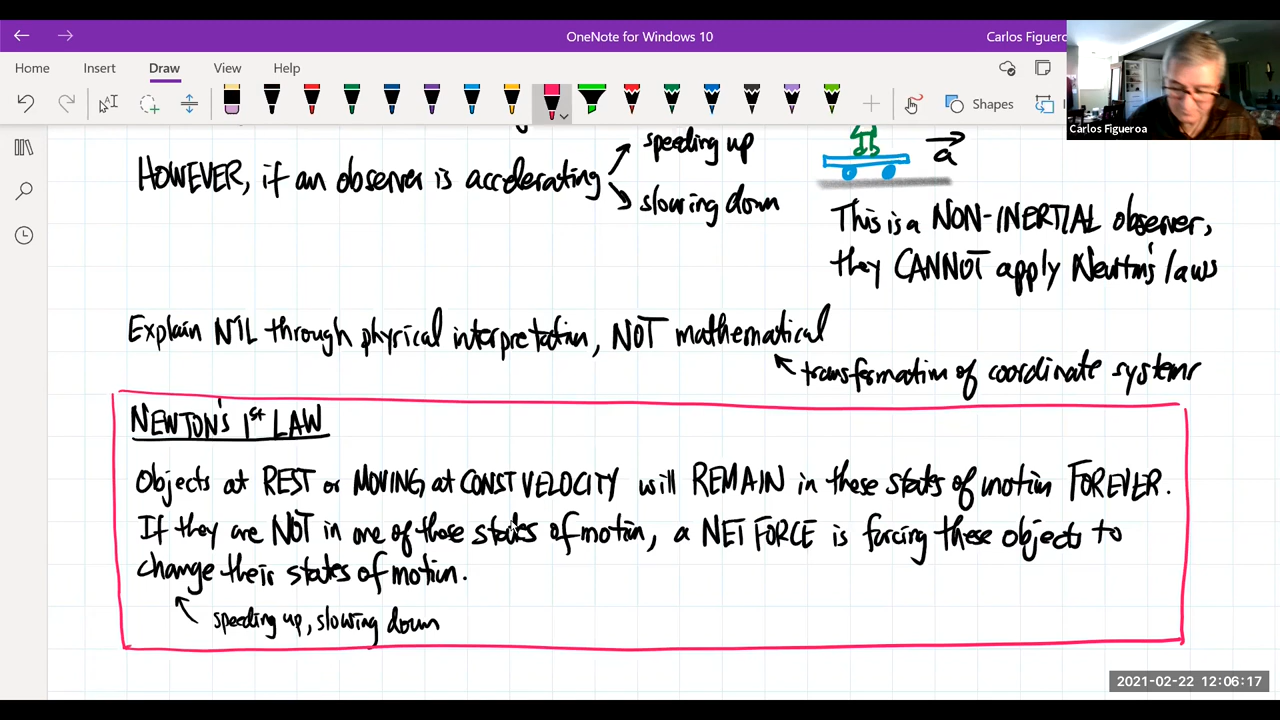 OneNote for Windows 10
Carlos Figueroa
Home Insert Draw View Help
Shapes
Carlos Figueroa
speeding up
HOWEVER, if an observer is accelerating
slowing down
a
This is a NON-INERTIAL observer,
they CANNOT apply Newton's laws
Explain N1L through physical interpretation, NOT mathematical
transformation of coordinate systems
NEWTON'S 1st LAW
Objects at REST or MOVING at CONST VELOCITY will REMAIN in these states of motion FOREVER.
If they are NOT in one of those states of motion, a NET FORCE is forcing these objects to
change their states of motion.
speeding up, slowing down
2021-02-22 12:06:17